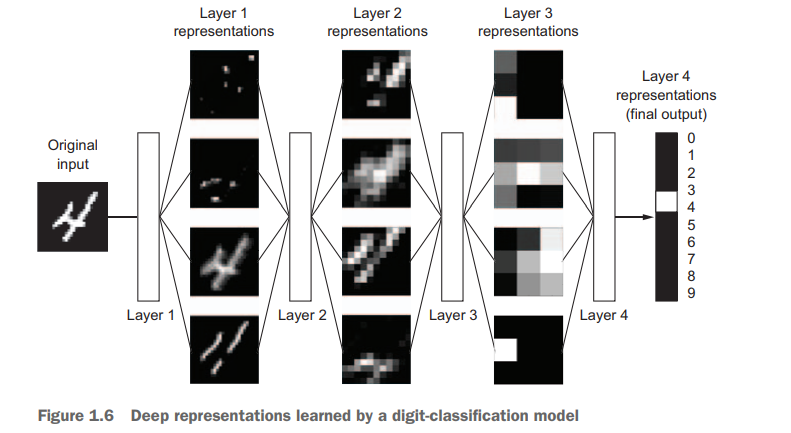 Layer 1
representations
Layer 2
representations
Layer 3
representations
Layer 4
representations
(final output)
Original
input
0
1
2
3
4
5
6
7
8
9
Layer 1
Layer 2
Layer 3
Layer 4
Figure 1.6 Deep representations learned by a digit-classification model